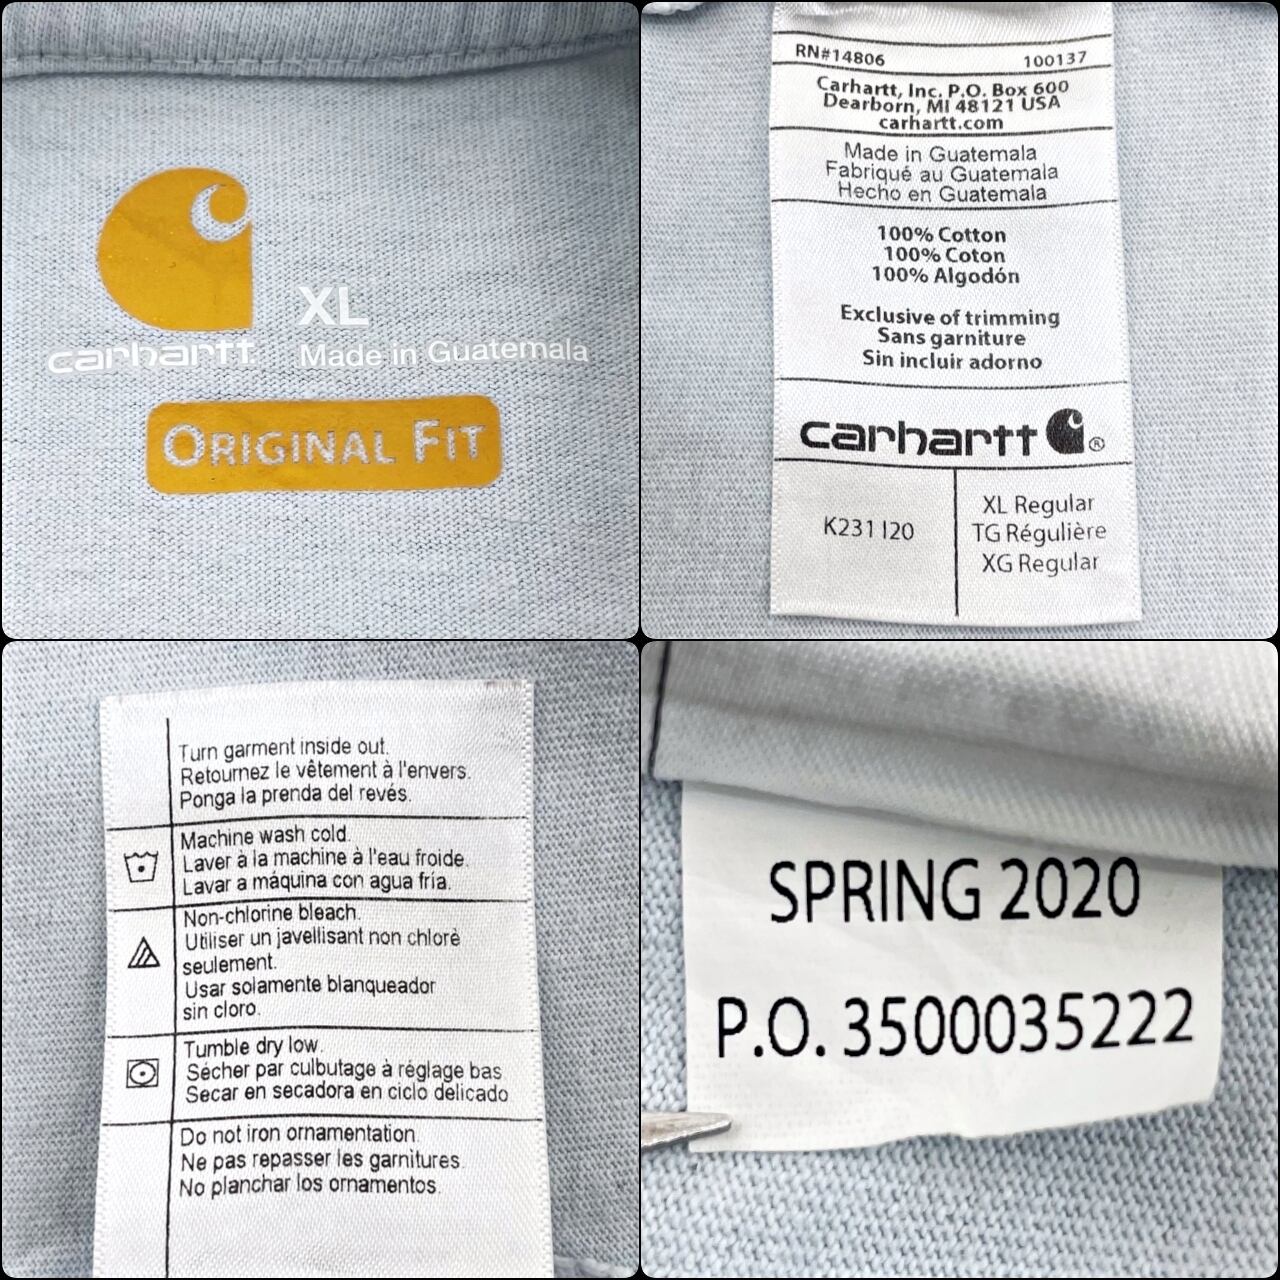 carhartt
XL
Made in Guatemala
ORIGINAL FIT
RN#14806 100137
Carhartt, Inc. P.O. Box 600
Dearborn, MI 48121 USA
carhartt.com
Made in Guatemala
Fabriqué au Guatemala
Hecho en Guatemala
100% Cotton
100% Coton
100% Algodón
Exclusive of trimming
Sans garniture
Sin incluir adorno
carhartt ®
K231 I20
XL Regular
TG Régulière
XG Regular
Turn garment inside out.
Retournez le vêtement à l'envers.
Ponga la prenda del revés.
Machine wash cold.
Laver à la machine à l'eau froide.
Lavar a máquina con agua fría.
Non-chlorine bleach.
Utiliser un javellisant non chloré
seulement.
Usar solamente blanqueador
sin cloro.
Tumble dry low.
Sécher par culbutage à réglage bas
Secar en secadora en ciclo delicado
Do not iron ornamentation.
Ne pas repasser les garnitures.
No planchar los ornamentos.
SPRING 2020
P.O. 3500035222